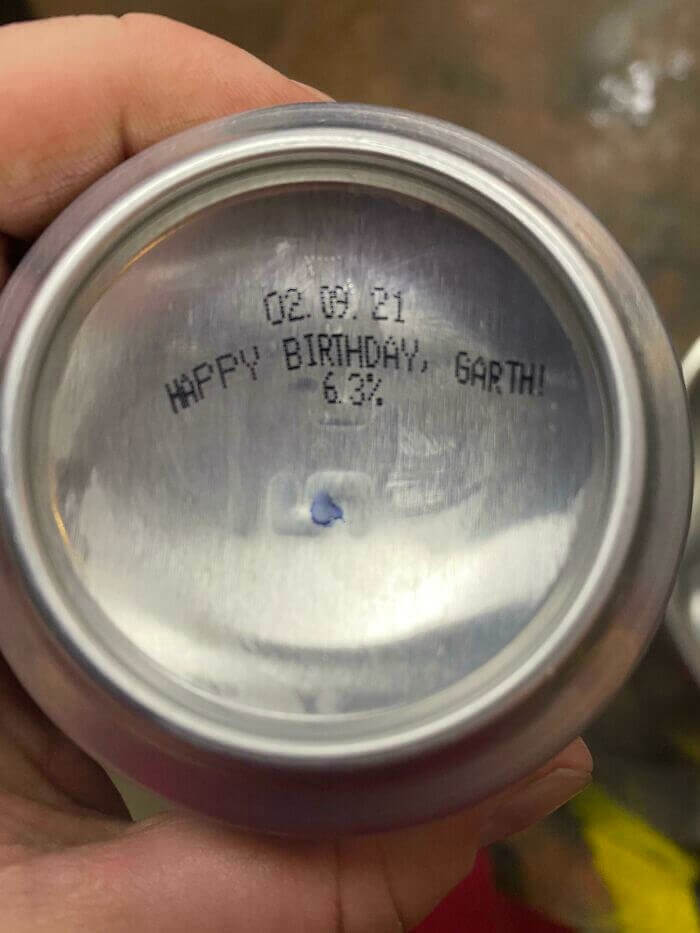 02.09.21
HAPPY BIRTHDAY, GARTH!
6.3%